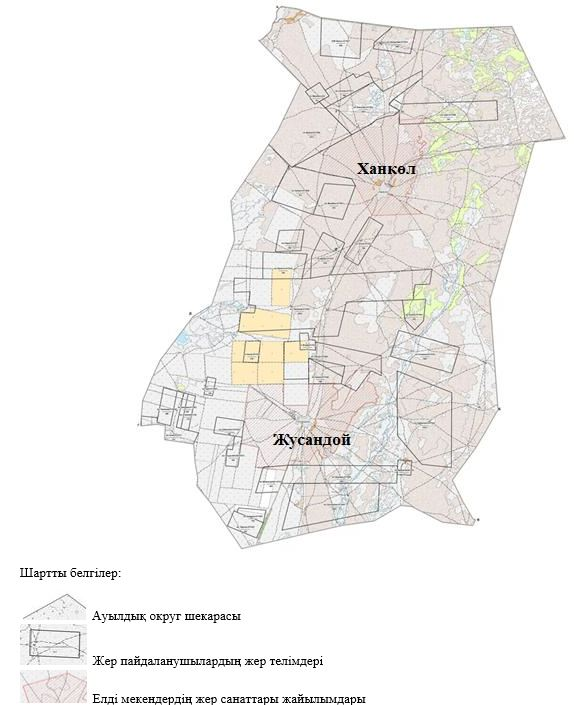 Ханкөл
Жусандой
Шартты белгілер:
Ауылдық округ шекарасы
Жер пайдаланушылардың жер телімдері
Елді мекендердің жер санаттары жайылымдары